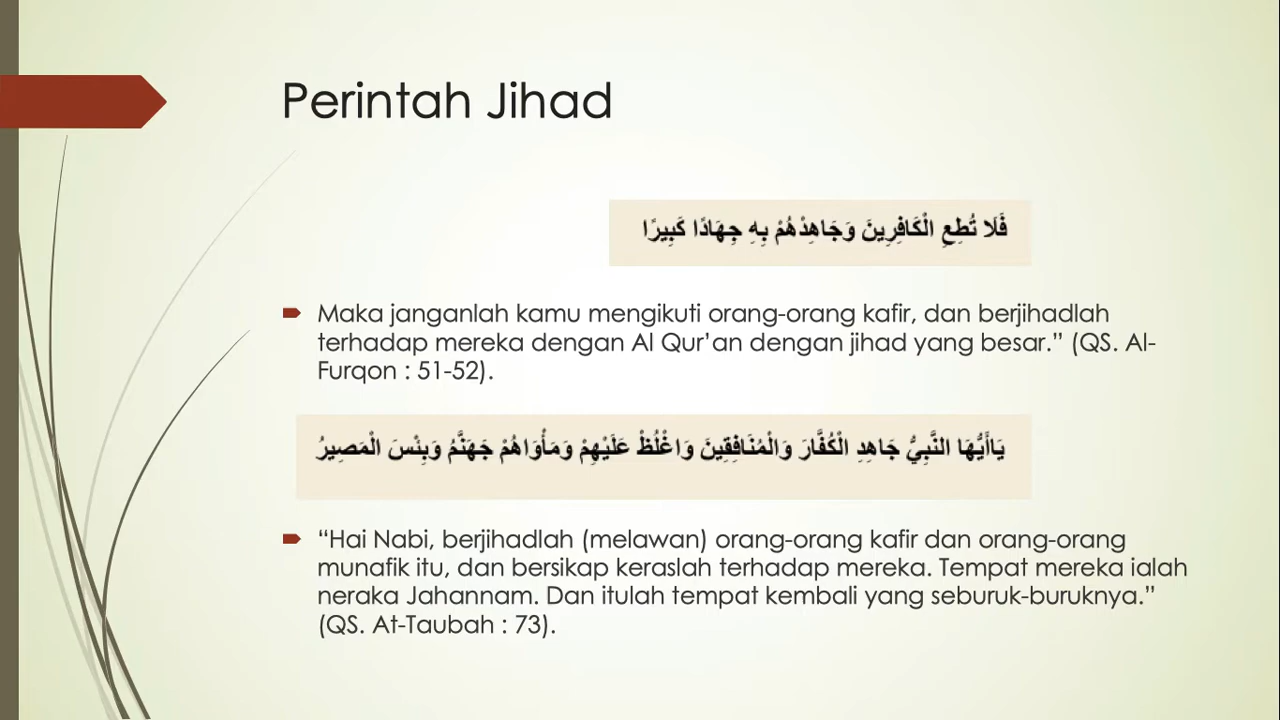 Perintah Jihad
فَلَا تُطِعِ الْكَافِرِينَ وَجَاهِدْهُمْ بِهِ جِهَادًا كَبِيرًا
Maka janganlah kamu mengikuti orang-orang kafir, dan berjihadlah
terhadap mereka dengan Al Qur’an dengan jihad yang besar.” (QS. Al-
Furqon : 51-52).
يَاأَيُّهَا النَّبِيُّ جَاهِدِ الْكُفَّارَ وَالْمُنَافِقِينَ وَاغْلُظْ عَلَيْهِمْ وَمَأْوَاهُمْ جَهَنَّمُ وَبِئْسَ الْمَصِيرُ
“Hai Nabi, berjihadlah (melawan) orang-orang kafir dan orang-orang
munafik itu, dan bersikap keraslah terhadap mereka. Tempat mereka ialah
neraka Jahannam. Dan itulah tempat kembali yang seburuk-buruknya.”
(QS. At-Taubah : 73).